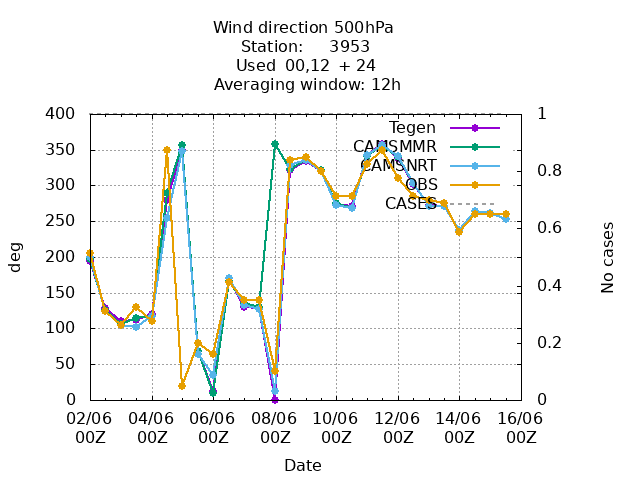 Wind direction 500hPa
Station: 3953
Used 00,12 + 24
Averaging window: 12h
400
350
300
250
200
150
100
50
0
deg
1
0.8
0.6
0.4
0.2
0
No cases
Tegen
CAMSMMR
CAMSNRT
OBS
CASES
02/06 04/06 06/06 08/06 10/06 12/06 14/06 16/06
00Z 00Z 00Z 00Z 00Z 00Z 00Z 00Z
Date